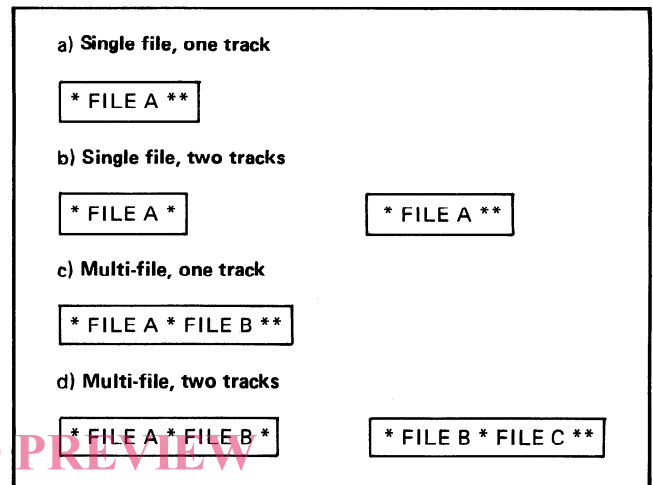 a) Single file, one track
* FILE A **
b) Single file, two tracks
* FILE A * * FILE A **
c) Multi-file, one track
* FILE A * FILE B **
d) Multi-file, two tracks
* FILE A * FILE B * * FILE B * FILE C **
PREVIEW